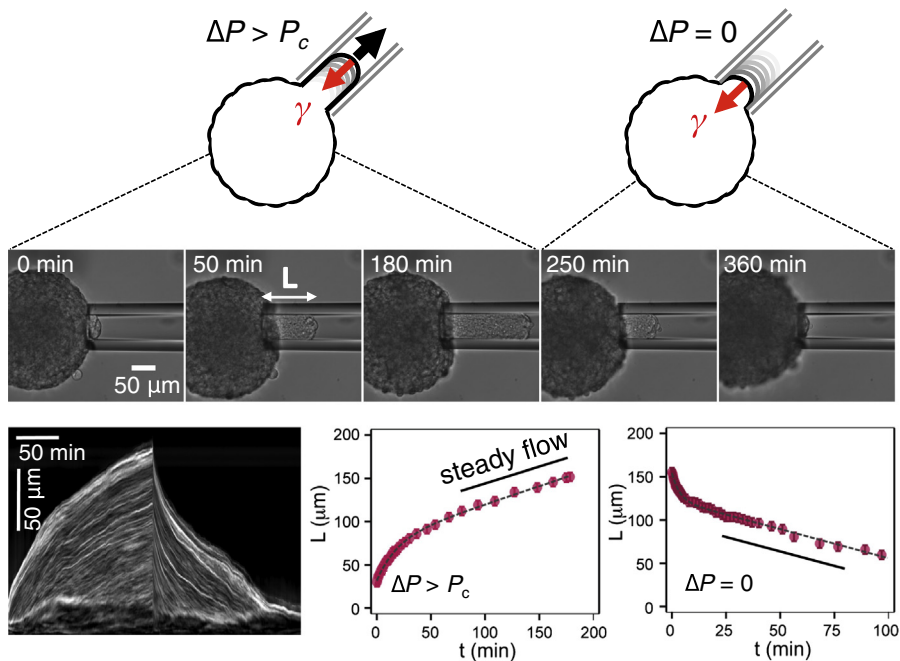 ΔP > Pc
ΔP = 0
γ
γ
0 min
50 min
180 min
250 min
360 min
L
50 μm
50 min
50 μm
200
150
100
50
0
L (μm)
steady flow
ΔP > Pc
0
50
100
150
200
t (min)
200
150
100
50
0
L (μm)
ΔP = 0
0
25
50
75
100
t (min)